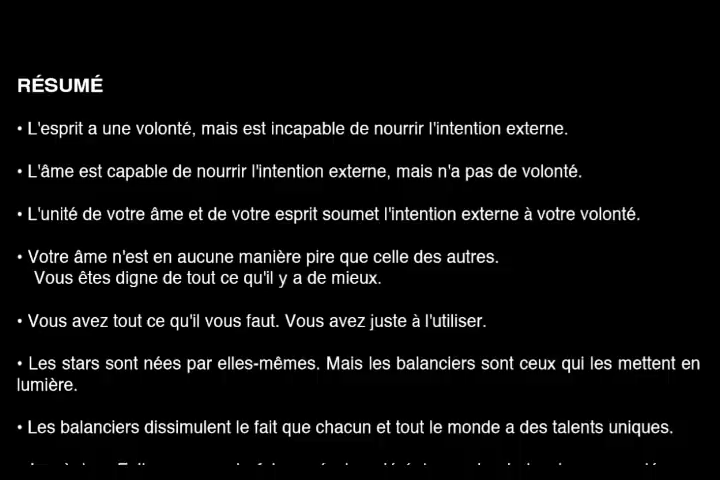 RÉSUMÉ
• L'esprit a une volonté, mais est incapable de nourrir l'intention externe.
• L'âme est capable de nourrir l'intention externe, mais n'a pas de volonté.
• L'unité de votre âme et de votre esprit soumet l'intention externe à votre volonté.
• Votre âme n'est en aucune manière pire que celle des autres.
Vous êtes digne de tout ce qu'il y a de mieux.
• Vous avez tout ce qu'il vous faut. Vous avez juste à l'utiliser.
• Les stars sont nées par elles-mêmes. Mais les balanciers sont ceux qui les mettent en
lumière.
• Les balanciers dissimulent le fait que chacun et tout le monde a des talents uniques.